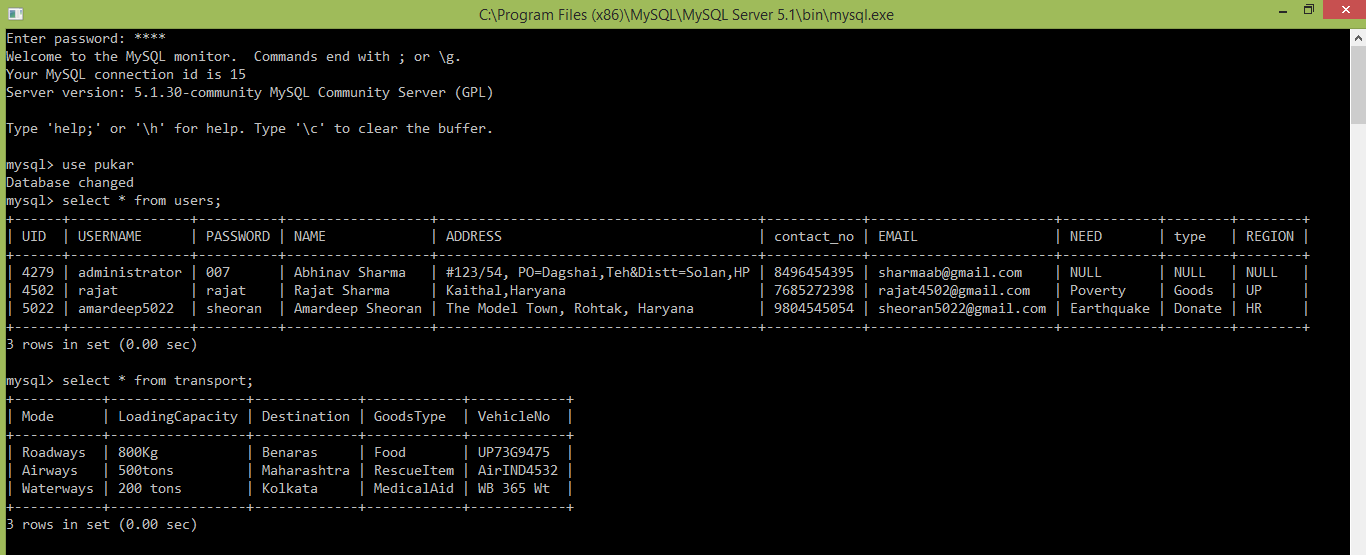 C:\Program Files (x86)\MySQL\MySQL Server 5.1\bin\mysql.exe
Enter password: ****
Welcome to the MySQL monitor.  Commands end with ; or \g.
Your MySQL connection id is 15
Server version: 5.1.30-community MySQL Community Server (GPL)
Type 'help;' or '\h' for help. Type '\c' to clear the buffer.
mysql> use pukar
Database changed
mysql> select * from users;
+------+---------------+----------+------------------+----------------------------------------+------------+-----------------------+------------+--------+--------+
| UID  | USERNAME      | PASSWORD | NAME             | ADDRESS                                | contact_no | EMAIL                 | NEED       | type   | REGION |
+------+---------------+----------+------------------+----------------------------------------+------------+-----------------------+------------+--------+--------+
| 4279 | administrator | 007      | Abhinav Sharma   | #123/54, PO=Dagshai,Teh&Distt=Solan,HP | 8496454395 | sharmaab@gmail.com    | NULL       | NULL   | NULL   |
| 4502 | rajat         | rajat    | Rajat Sharma     | Kaithal,Haryana                        | 7685272398 | rajat4502@gmail.com   | Poverty    | Goods  | UP     |
| 5022 | amardeep5022  | sheoran  | Amardeep Sheoran | The Model Town, Rohtak, Haryana        | 9804545054 | sheoran5022@gmail.com | Earthquake | Donate | HR     |
+------+---------------+----------+------------------+----------------------------------------+------------+-----------------------+------------+--------+--------+
3 rows in set (0.00 sec)
mysql> select * from transport;
+-----------+-----------------+-------------+------------+------------+
| Mode      | LoadingCapacity | Destination | GoodsType  | VehicleNo  |
+-----------+-----------------+-------------+------------+------------+
| Roadways  | 800Kg           | Benaras     | Food       | UP73G9475  |
| Airways   | 500tons         | Maharashtra | RescueItem | AirIND4532 |
| Waterways | 200 tons        | Kolkata     | MedicalAid | WB 365 Wt  |
+-----------+-----------------+-------------+------------+------------+
3 rows in set (0.00 sec)